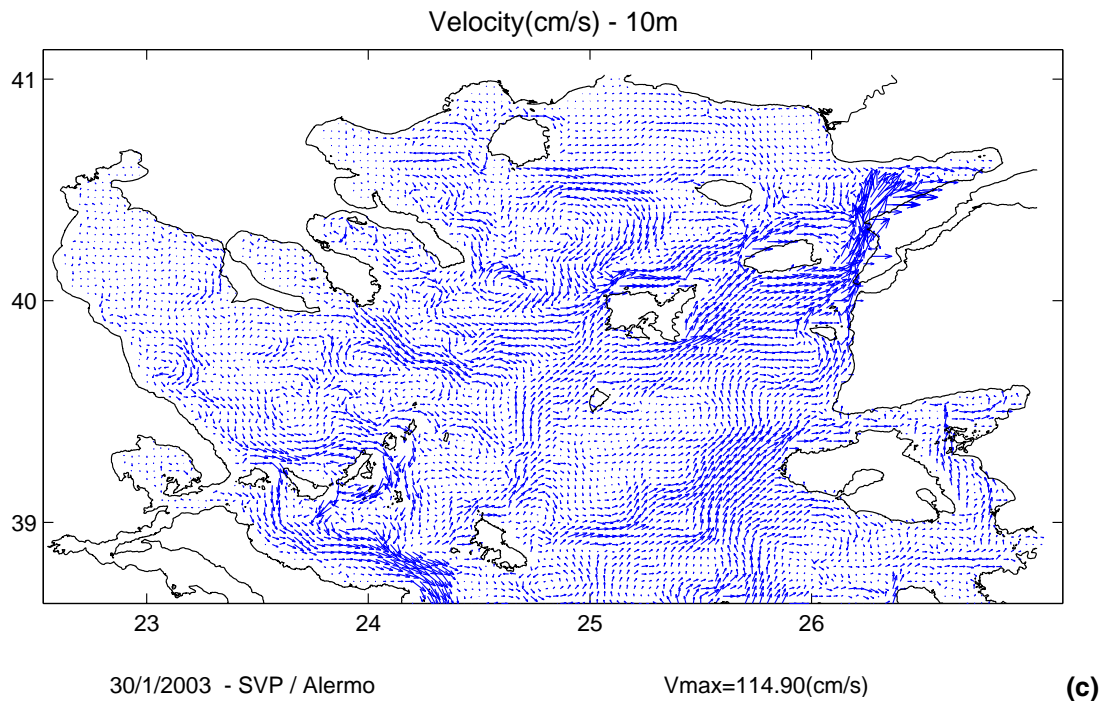 Velocity(cm/s) - 10m
41
40
39
23 24 25 26
30/1/2003 - SVP / Alermo Vmax=114.90(cm/s) (c)